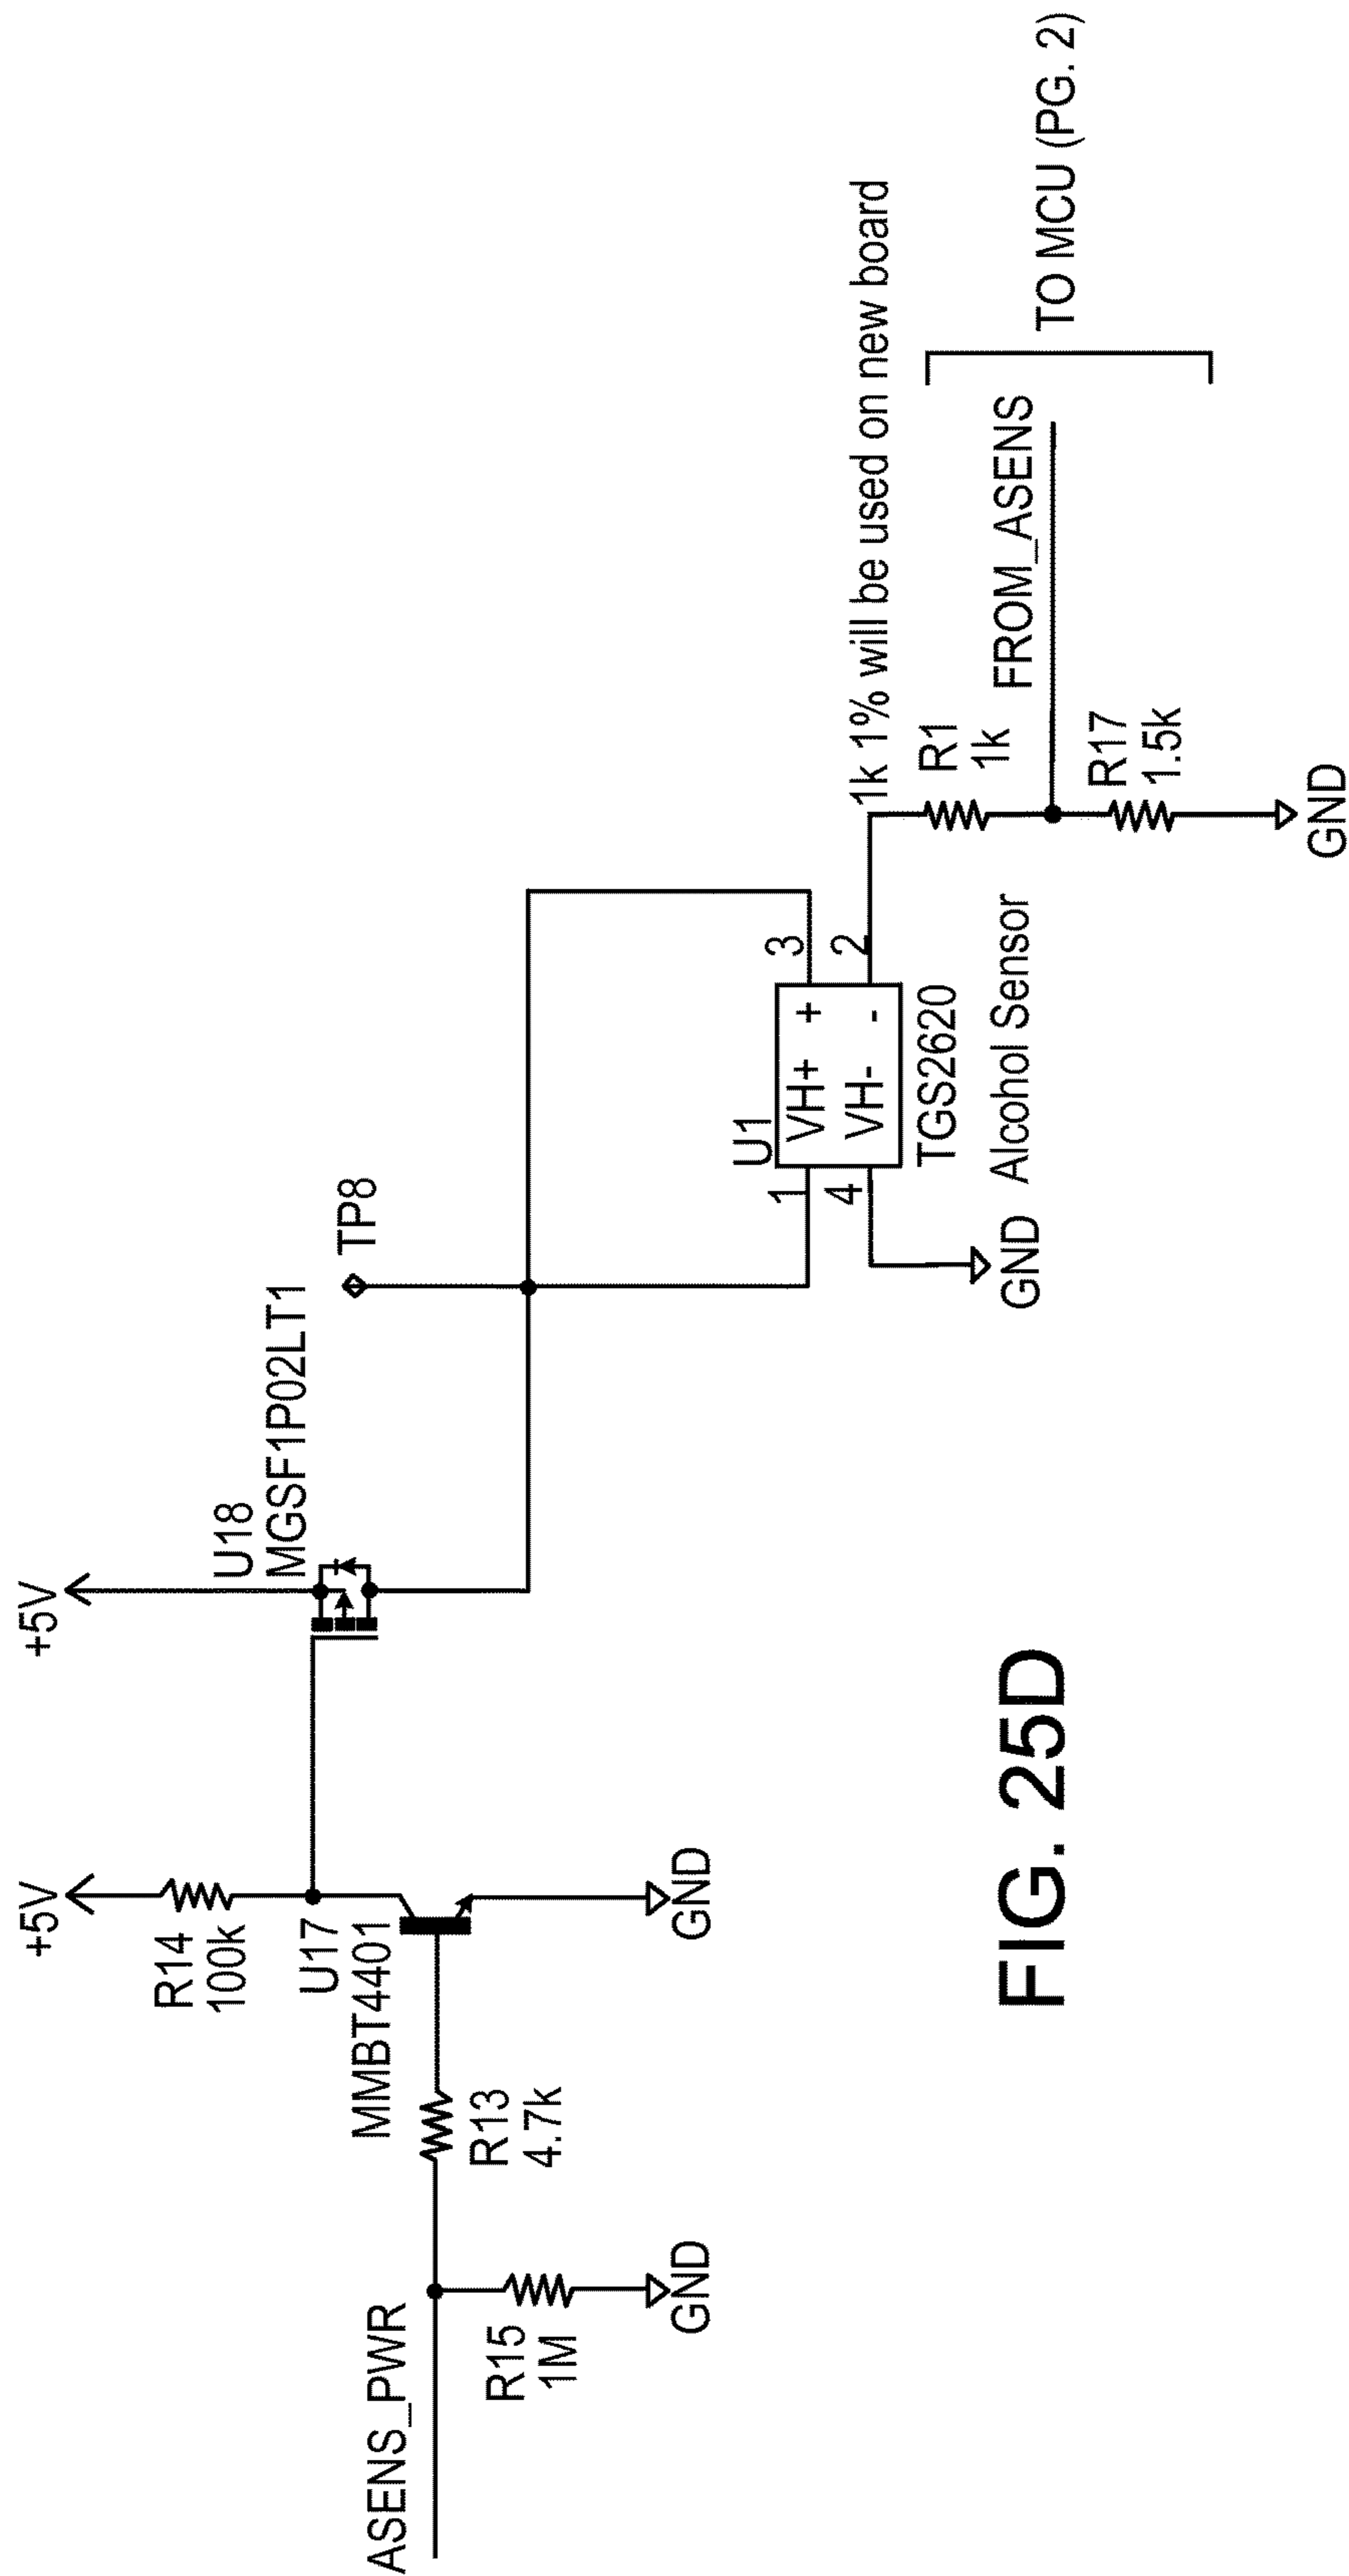 +5V
+5V
U18
MGSF1P02LT1
TP8
R14
100k
U17
MMBT4401
ASENS_PWR
R13
4.7k
R15
1M
GND
GND
U1
1
3
VH+ +
4
2
VH- -
TGS2620
GND
Alcohol Sensor
1k 1% will be used on new board
R1
1k
FROM_ASENS
TO MCU (PG. 2)
R17
1.5k
GND
FIG. 25D